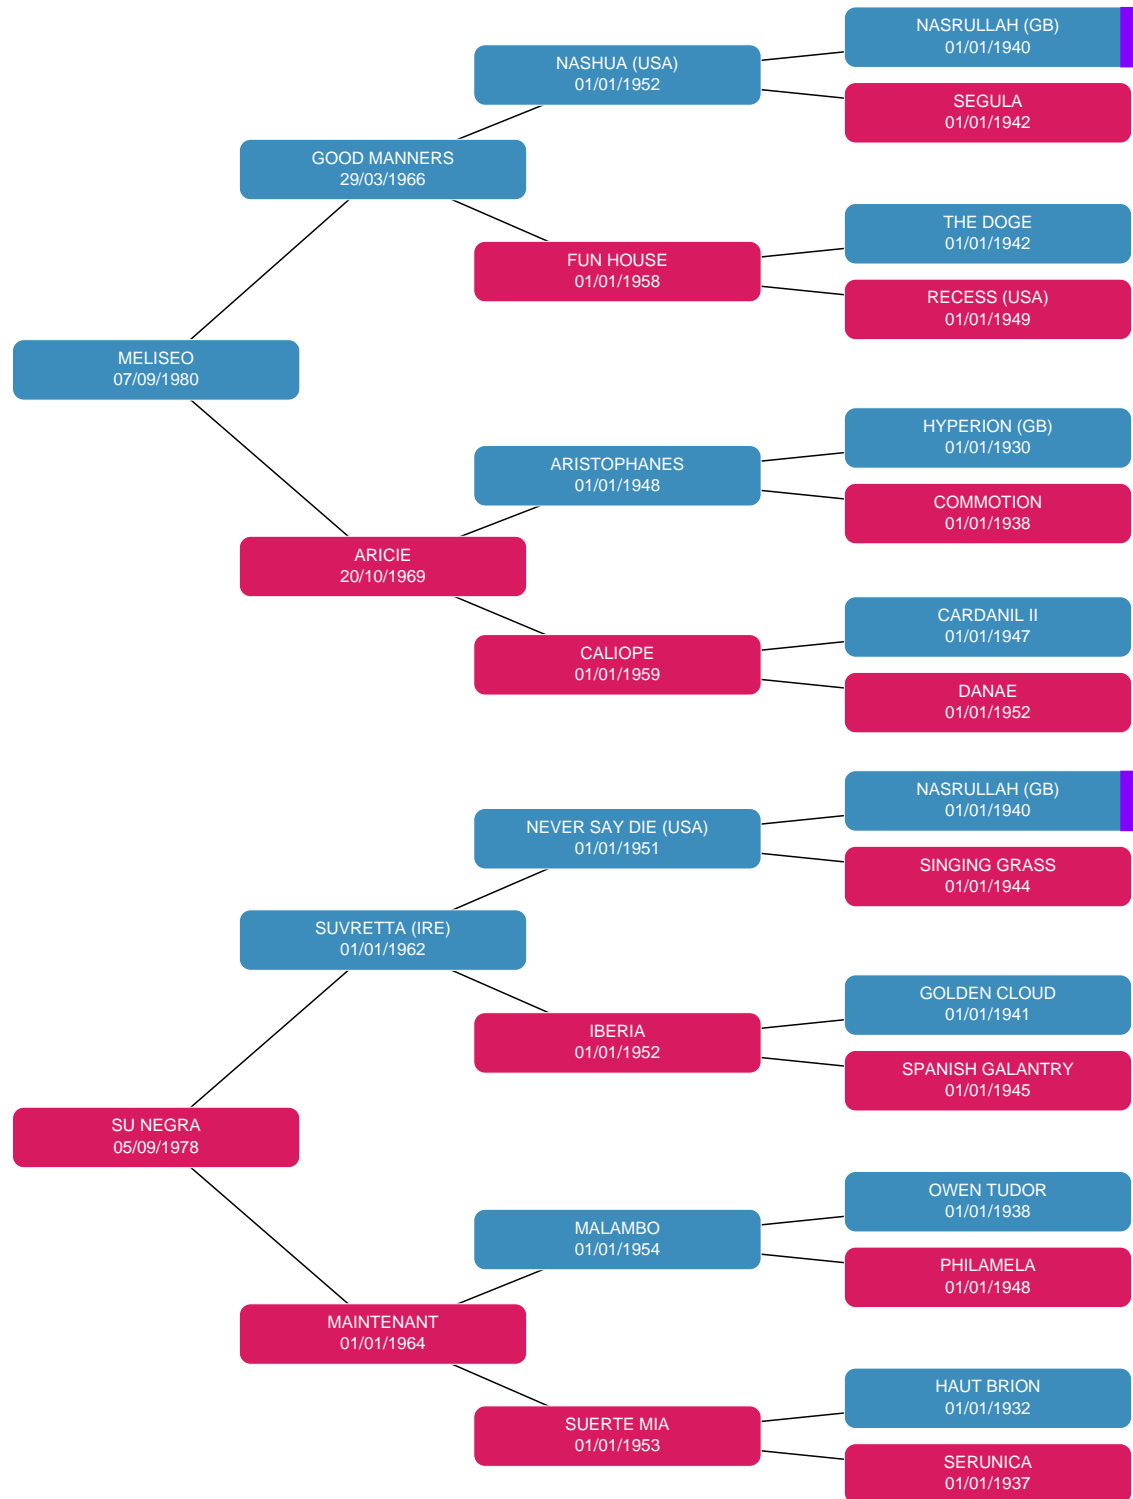 NASRULLAH (GB)
01/01/1940
NASHUA (USA)
01/01/1952
SEGULA
01/01/1942
GOOD MANNERS
29/03/1966
THE DOGE
01/01/1942
FUN HOUSE
01/01/1958
RECESS (USA)
01/01/1949
MELISEO
07/09/1980
HYPERION (GB)
01/01/1930
ARISTOPHANES
01/01/1948
COMMOTION
01/01/1938
ARICIE
20/10/1969
CARDANIL II
01/01/1947
CALIOPE
01/01/1959
DANAE
01/01/1952
NASRULLAH (GB)
01/01/1940
NEVER SAY DIE (USA)
01/01/1951
SINGING GRASS
01/01/1944
SUVRETTA (IRE)
01/01/1962
GOLDEN CLOUD
01/01/1941
IBERIA
01/01/1952
SPANISH GALANTRY
01/01/1945
SU NEGRA
05/09/1978
OWEN TUDOR
01/01/1938
MALAMBO
01/01/1954
PHILAMELA
01/01/1948
MAINTENANT
01/01/1964
HAUT BRION
01/01/1932
SUERTE MIA
01/01/1953
SERUNICA
01/01/1937